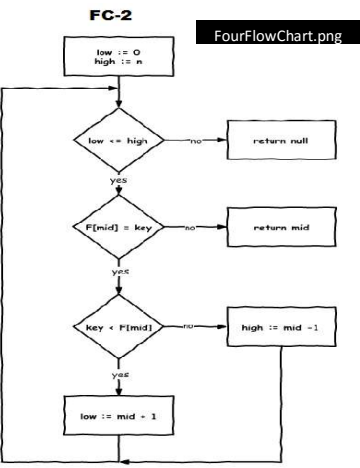 FC-2
FourFlowChart.png
low := 0
high := n
low <= high
no
return null
yes
F[mid] = key
no
return mid
yes
key < F[mid]
no
high := mid -1
yes
low := mid + 1